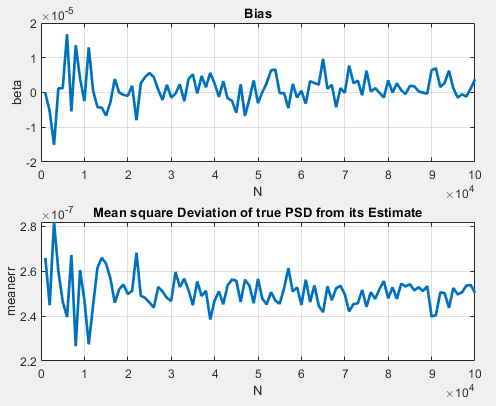 ×10⁻⁵
Bias
2
1
0
-1
-2
beta
0 1 2 3 4 5 6 7 8 9 10
N
×10⁴
×10⁻⁷
Mean square Deviation of true PSD from its Estimate
2.8
2.6
2.4
2.2
meanerr
0 1 2 3 4 5 6 7 8 9 10
N
×10⁴